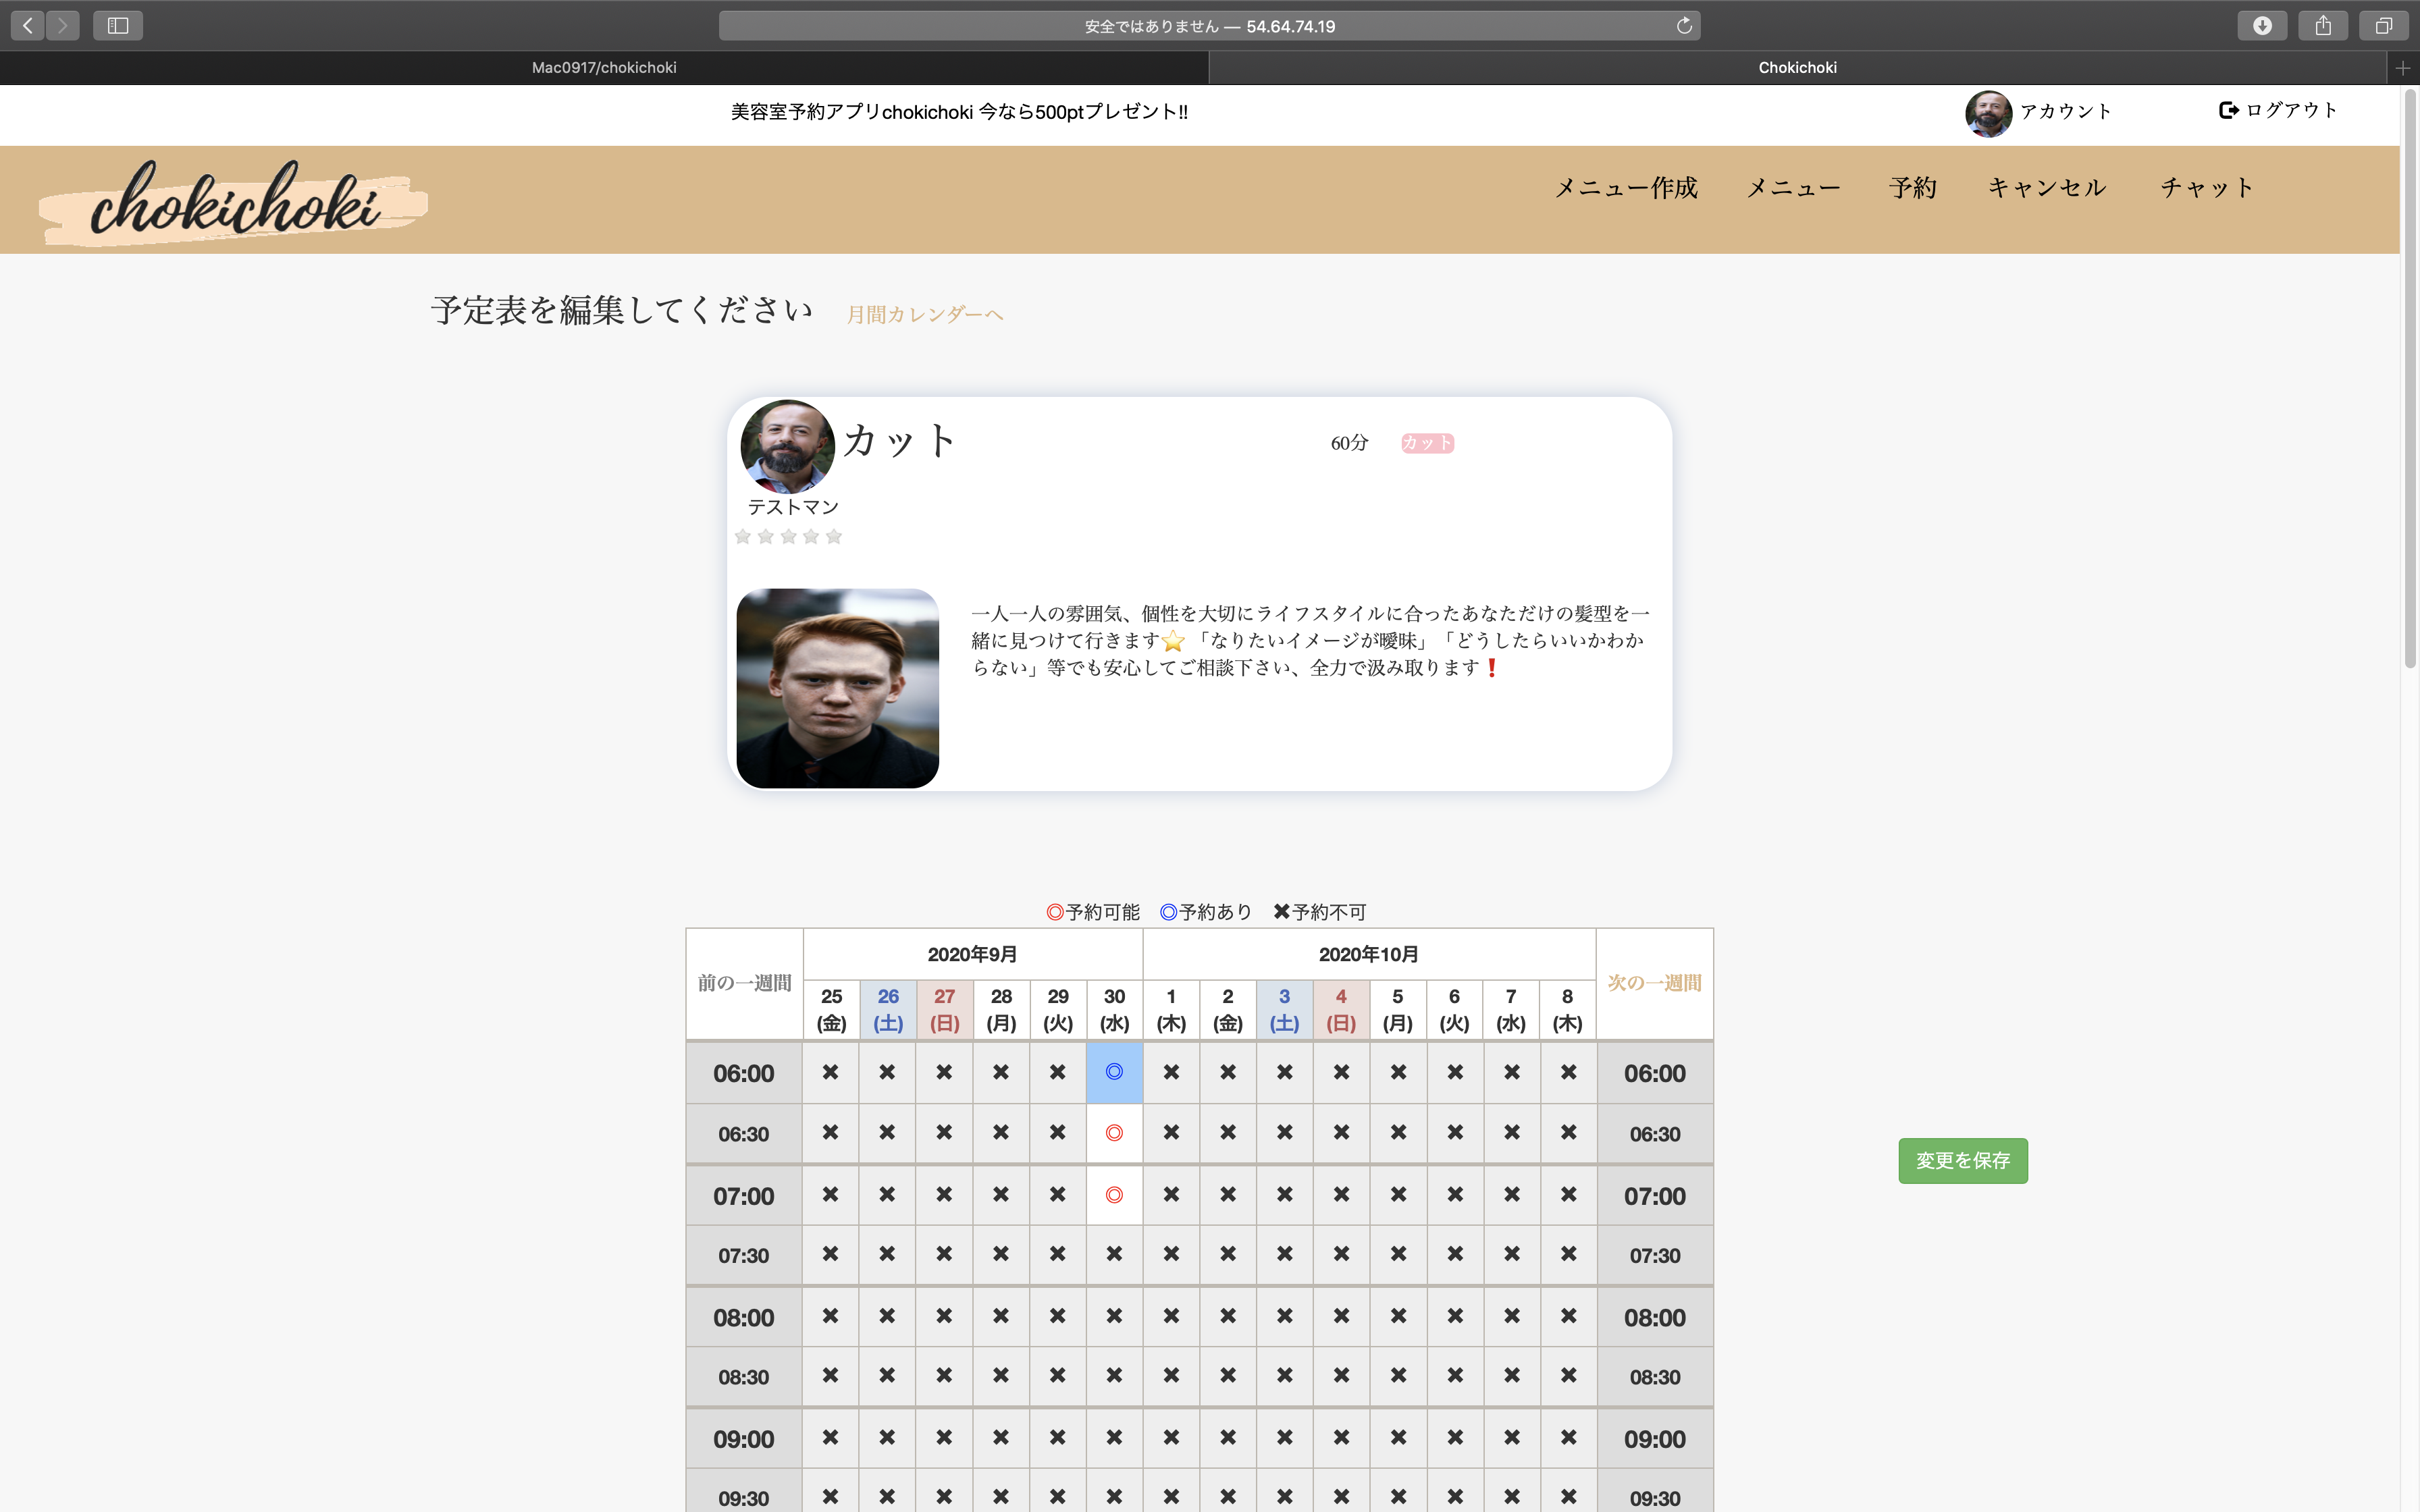 安全ではありません — 54.64.74.19
Mac0917/chokichoki
Chokichoki
美容室予約アプリchokichoki 今なら500ptプレゼント!!
アカウント
ログアウト
chokichoki
メニュー作成 メニュー 予約 キャンセル チャット
予定表を編集してください 月間カレンダーへ
カット 60分 カット
テストマン
一人一人の雰囲気、個性を大切にライフスタイルに合ったあなただけの髪型を一
緒に見つけて行きます⭐「なりたいイメージが曖昧」「どうしたらいいかわか
らない」等でも安心してご相談下さい、全力で汲み取ります❗
◎予約可能 ◎予約あり ✖予約不可
前の一週間 2020年9月 2020年10月 次の一週間
25 26 27 28 29 30 1 2 3 4 5 6 7 8
(金) (土) (日) (月) (火) (水) (木) (金) (土) (日) (月) (火) (水) (木)
06:00 ✖ ✖ ✖ ✖ ✖ ◎ ✖ ✖ ✖ ✖ ✖ ✖ ✖ ✖ 06:00
06:30 ✖ ✖ ✖ ✖ ✖ ◎ ✖ ✖ ✖ ✖ ✖ ✖ ✖ ✖ 06:30
変更を保存
07:00 ✖ ✖ ✖ ✖ ✖ ◎ ✖ ✖ ✖ ✖ ✖ ✖ ✖ ✖ 07:00
07:30 ✖ ✖ ✖ ✖ ✖ ✖ ✖ ✖ ✖ ✖ ✖ ✖ ✖ ✖ 07:30
08:00 ✖ ✖ ✖ ✖ ✖ ✖ ✖ ✖ ✖ ✖ ✖ ✖ ✖ ✖ 08:00
08:30 ✖ ✖ ✖ ✖ ✖ ✖ ✖ ✖ ✖ ✖ ✖ ✖ ✖ ✖ 08:30
09:00 ✖ ✖ ✖ ✖ ✖ ✖ ✖ ✖ ✖ ✖ ✖ ✖ ✖ ✖ 09:00
09:30 ✖ ✖ ✖ ✖ ✖ ✖ ✖ ✖ ✖ ✖ ✖ ✖ ✖ ✖ 09:30